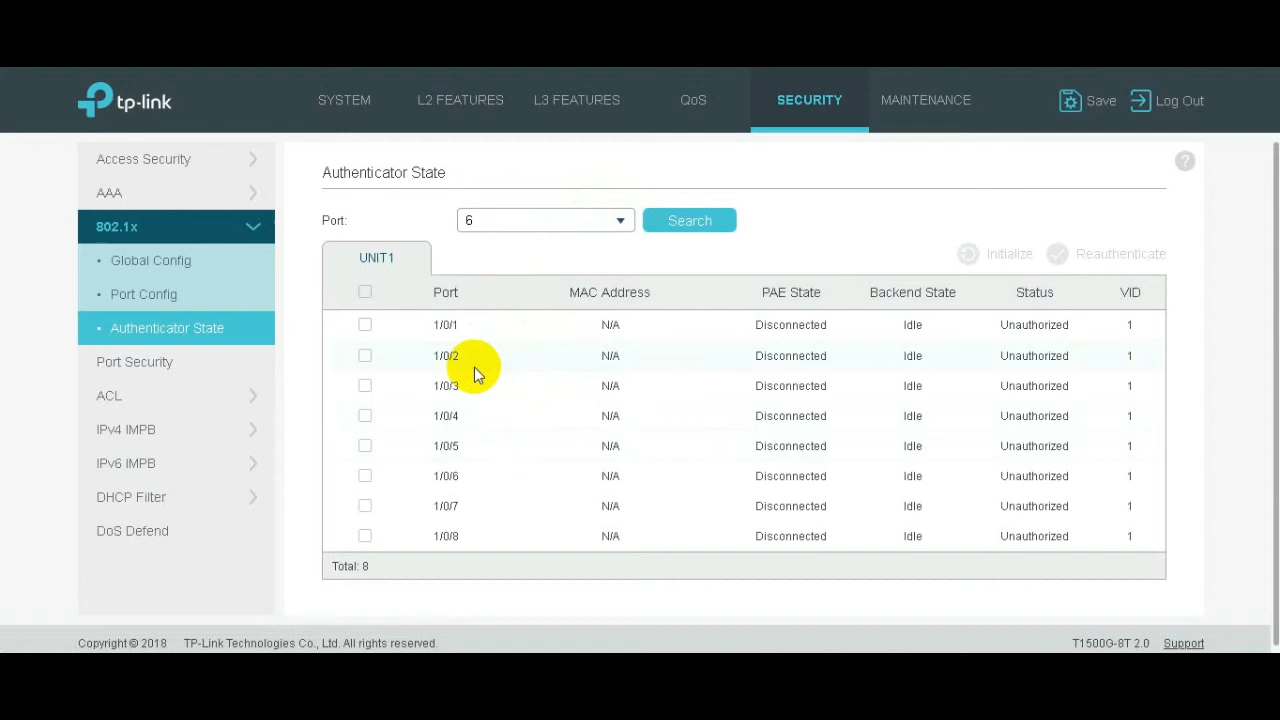 tp-link
SYSTEM L2 FEATURES L3 FEATURES QoS SECURITY MAINTENANCE Save Log Out
Access Security
AAA
802.1x
• Global Config
• Port Config
• Authenticator State
Port Security
ACL
IPv4 IMPB
IPv6 IMPB
DHCP Filter
DoS Defend
Authenticator State ?
Port: 6 Search
UNIT1 Initialize Reauthenticate
Port MAC Address PAE State Backend State Status VID
1/0/1 N/A Disconnected Idle Unauthorized 1
1/0/2 N/A Disconnected Idle Unauthorized 1
1/0/3 N/A Disconnected Idle Unauthorized 1
1/0/4 N/A Disconnected Idle Unauthorized 1
1/0/5 N/A Disconnected Idle Unauthorized 1
1/0/6 N/A Disconnected Idle Unauthorized 1
1/0/7 N/A Disconnected Idle Unauthorized 1
1/0/8 N/A Disconnected Idle Unauthorized 1
Total: 8
Copyright © 2018 TP-Link Technologies Co., Ltd. All rights reserved. T1500G-8T 2.0 Support